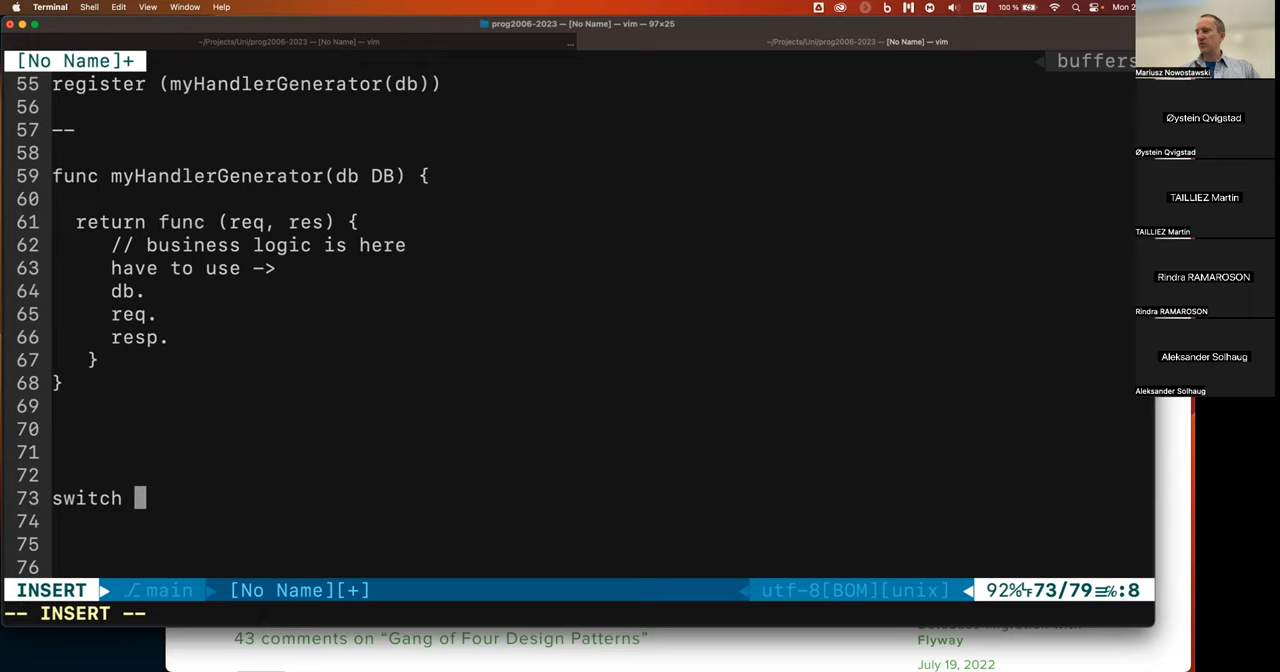 Terminal Shell Edit View Window Help
DV 100 % Mon 2
prog2006-2023 — [No Name] — vim — 97×25
~/Projects/Uni/prog2006-2023 — [No Name] — vim ... ~/Projects/Uni/prog2006-2023 — [No Name] — vim
[No Name]+ buffers
55 register (myHandlerGenerator(db))
56
57 --
58
59 func myHandlerGenerator(db DB) {
60
61 return func (req, res) {
62 // business logic is here
63 have to use ->
64 db.
65 req.
66 resp.
67 }
68 }
69
70
71
72
73 switch
74
75
76
INSERT main [No Name][+] utf-8[BOM][unix] 92% 73/79 :8
-- INSERT --
43 comments on “Gang of Four Design Patterns”
Flyway
July 19, 2022
Mariusz Nowostawski
Øystein Qvigstad
Øystein Qvigstad
TAILLIEZ Martin
TAILLIEZ Martin
Rindra RAMAROSON
Rindra RAMAROSON
Aleksander Solhaug
Aleksander Solhaug